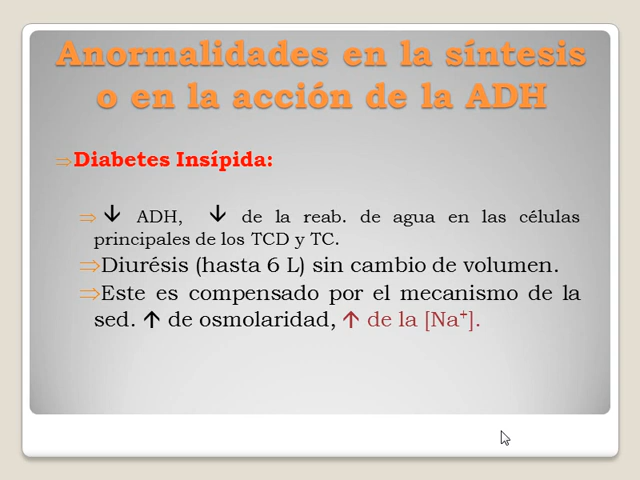 Anormalidades en la síntesis
o en la acción de la ADH
⇒Diabetes Insípida:
⇒ 🡫 ADH, 🡫 de la reab. de agua en las células
principales de los TCD y TC.
⇒Diurésis (hasta 6 L) sin cambio de volumen.
⇒Este es compensado por el mecanismo de la
sed. 🡩 de osmolaridad, 🡩 de la [Na⁺].